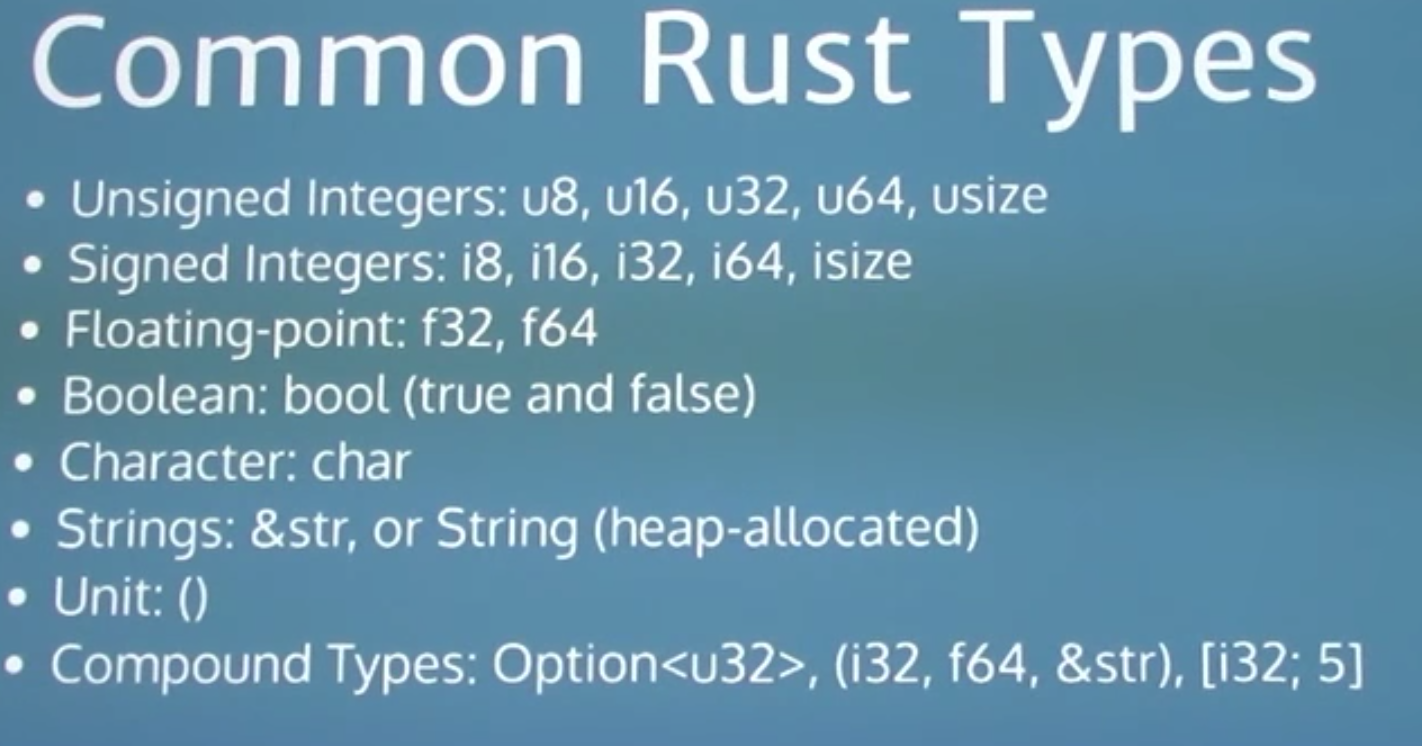 Common Rust Types
• Unsigned Integers: u8, u16, u32, u64, usize
• Signed Integers: i8, i16, i32, i64, isize
• Floating-point: f32, f64
• Boolean: bool (true and false)
• Character: char
• Strings: &str, or String (heap-allocated)
• Unit: ()
• Compound Types: Option<u32>, (i32, f64, &str), [i32; 5]